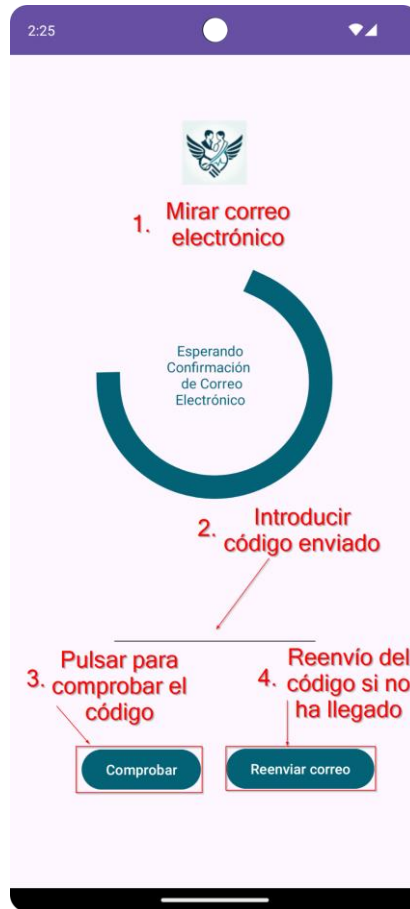 2:25
1. Mirar correo
electrónico
Esperando
Confirmación
de Correo
Electrónico
2. Introducir
código enviado
3. Pulsar para
comprobar el
código
4. Reenvío del
código si no
ha llegado
Comprobar
Reenviar correo